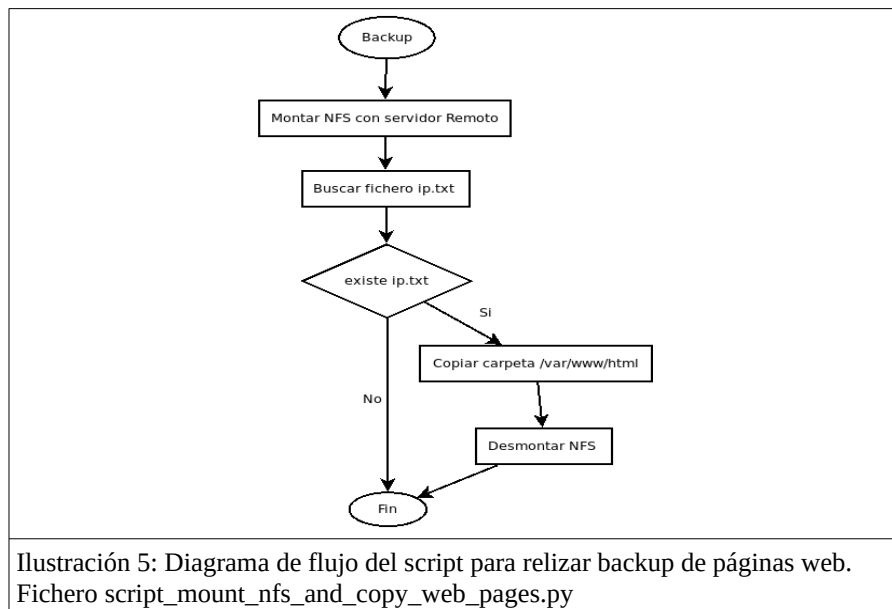 Backup
Montar NFS con servidor Remoto
Buscar fichero ip.txt
existe ip.txt
Si
Copiar carpeta /var/www/html
No
Desmontar NFS
Fin
Ilustración 5: Diagrama de flujo del script para relizar backup de páginas web.
Fichero script_mount_nfs_and_copy_web_pages.py